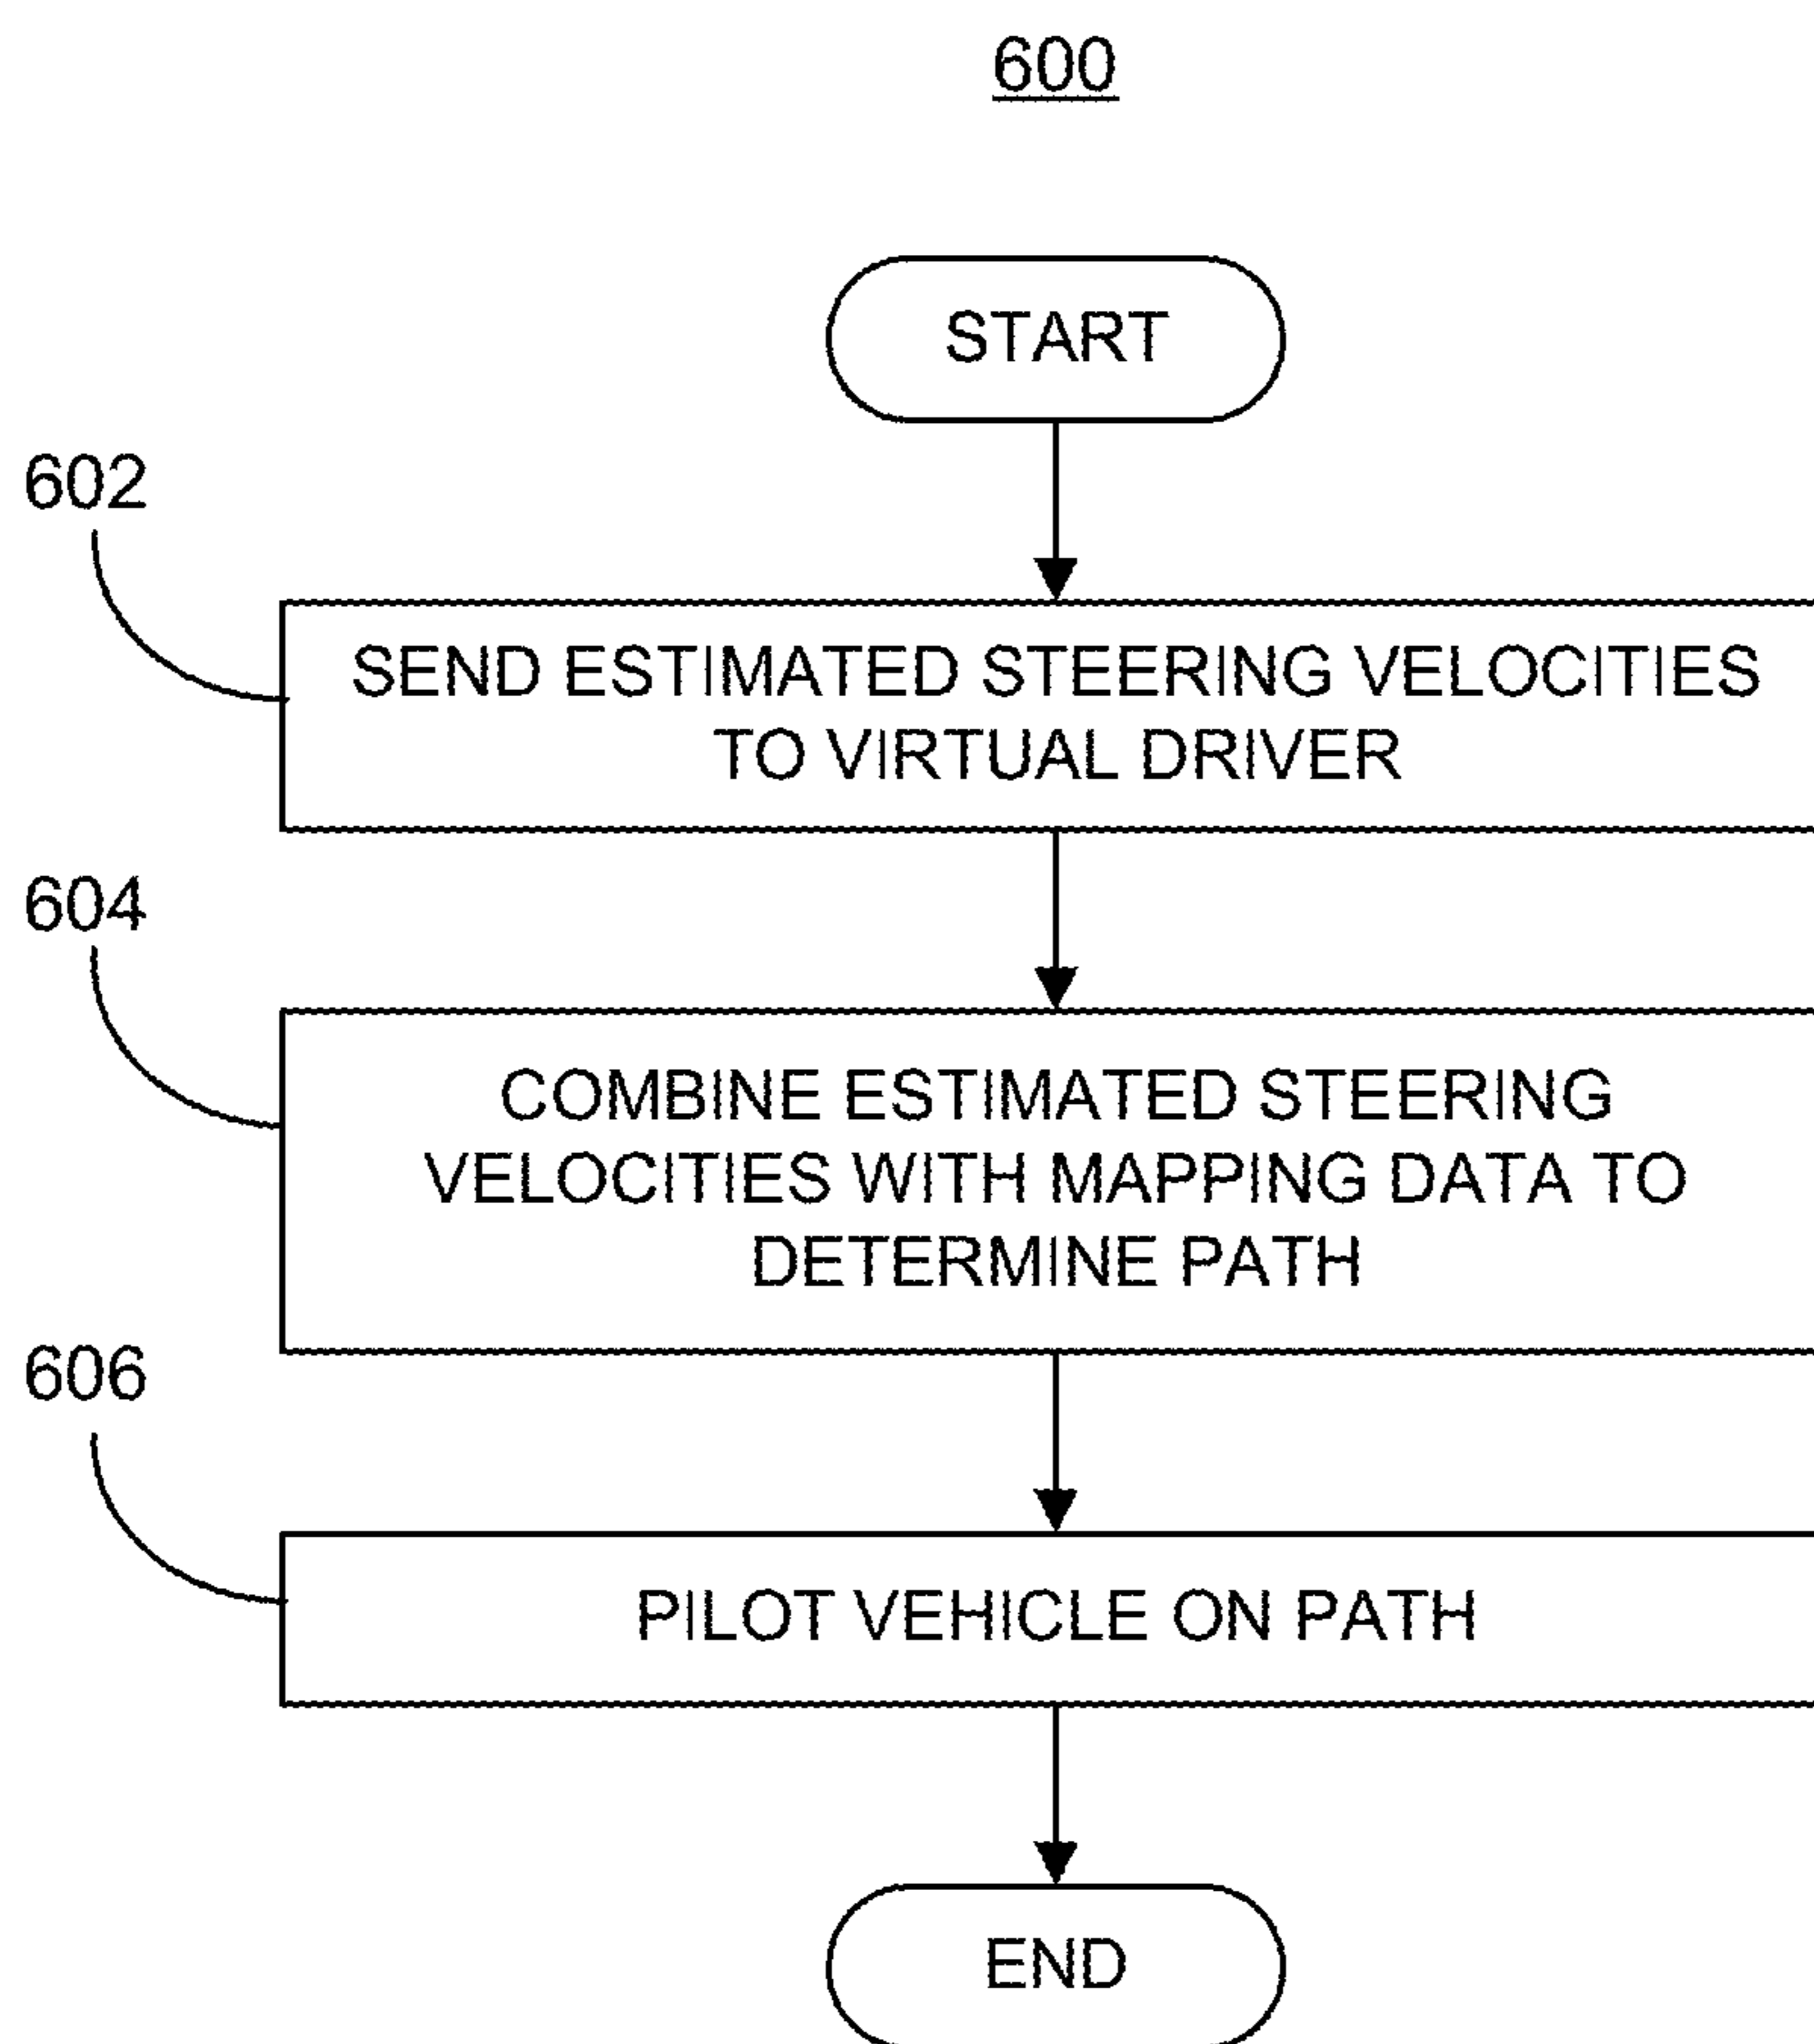 600
START
602
SEND ESTIMATED STEERING VELOCITIES
TO VIRTUAL DRIVER
604
COMBINE ESTIMATED STEERING
VELOCITIES WITH MAPPING DATA TO
DETERMINE PATH
606
PILOT VEHICLE ON PATH
END